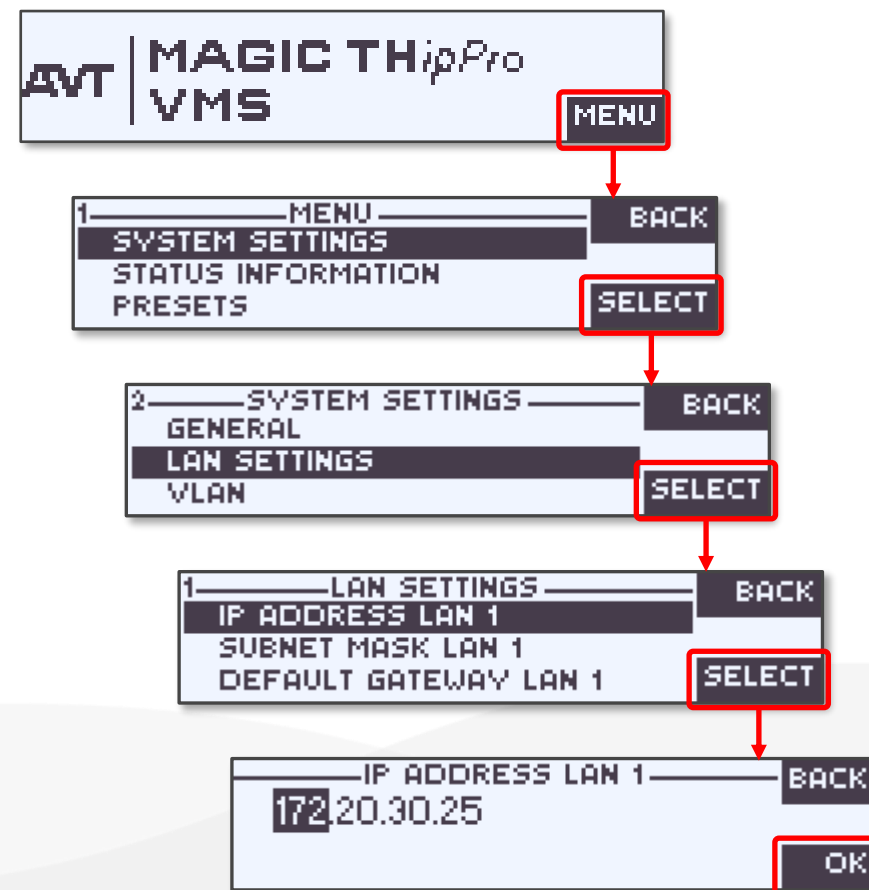 AVT MAGIC THipPro
VMS
MENU
1 MENU BACK
SYSTEM SETTINGS
STATUS INFORMATION
PRESETS SELECT
2 SYSTEM SETTINGS BACK
GENERAL
LAN SETTINGS
VLAN SELECT
1 LAN SETTINGS BACK
IP ADDRESS LAN 1
SUBNET MASK LAN 1
DEFAULT GATEWAY LAN 1 SELECT
IP ADDRESS LAN 1 BACK
172.20.30.25
OK